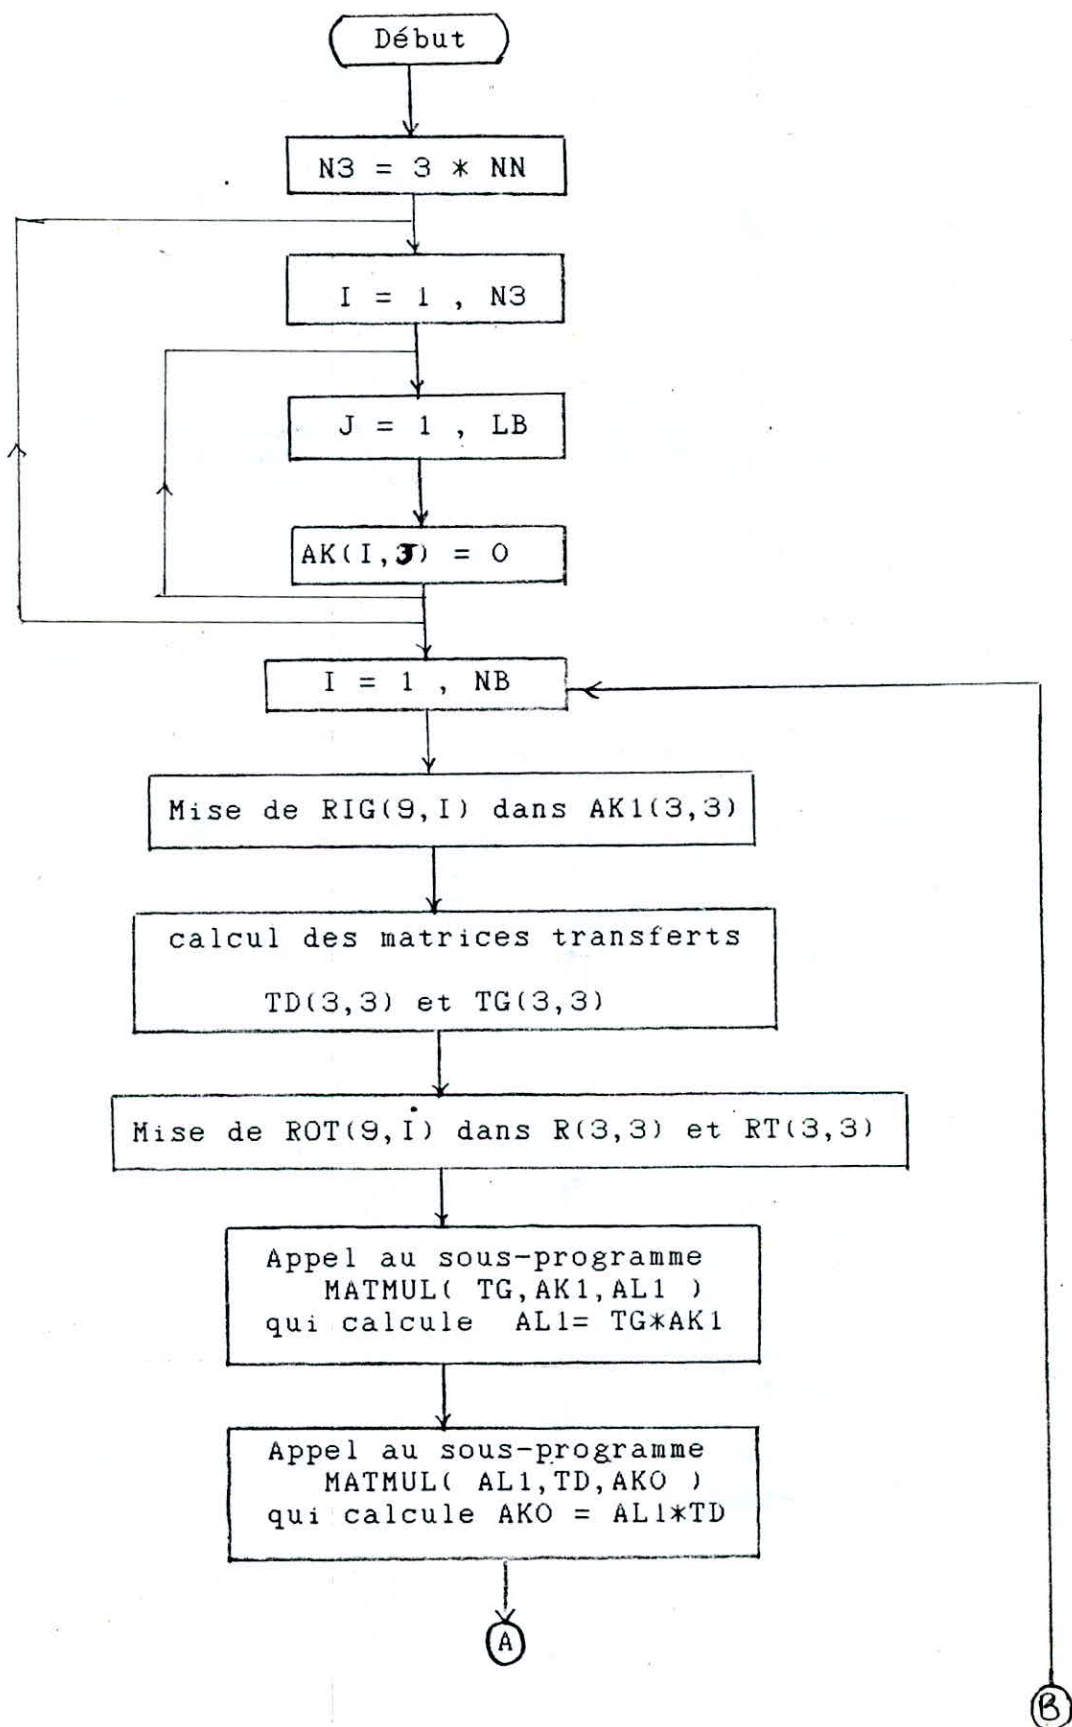 Début
N3 = 3 * NN
I = 1 , N3
J = 1 , LB
AK(I,J) = 0
I = 1 , NB
Mise de RIG(9,I) dans AK1(3,3)
calcul des matrices transferts
TD(3,3) et TG(3,3)
Mise de ROT(9,I) dans R(3,3) et RT(3,3)
Appel au sous-programme
MATMUL( TG,AK1,AL1 )
qui calcule  AL1= TG*AK1
Appel au sous-programme
MATMUL( AL1,TD,AKO )
qui calcule AKO = AL1*TD
A
B